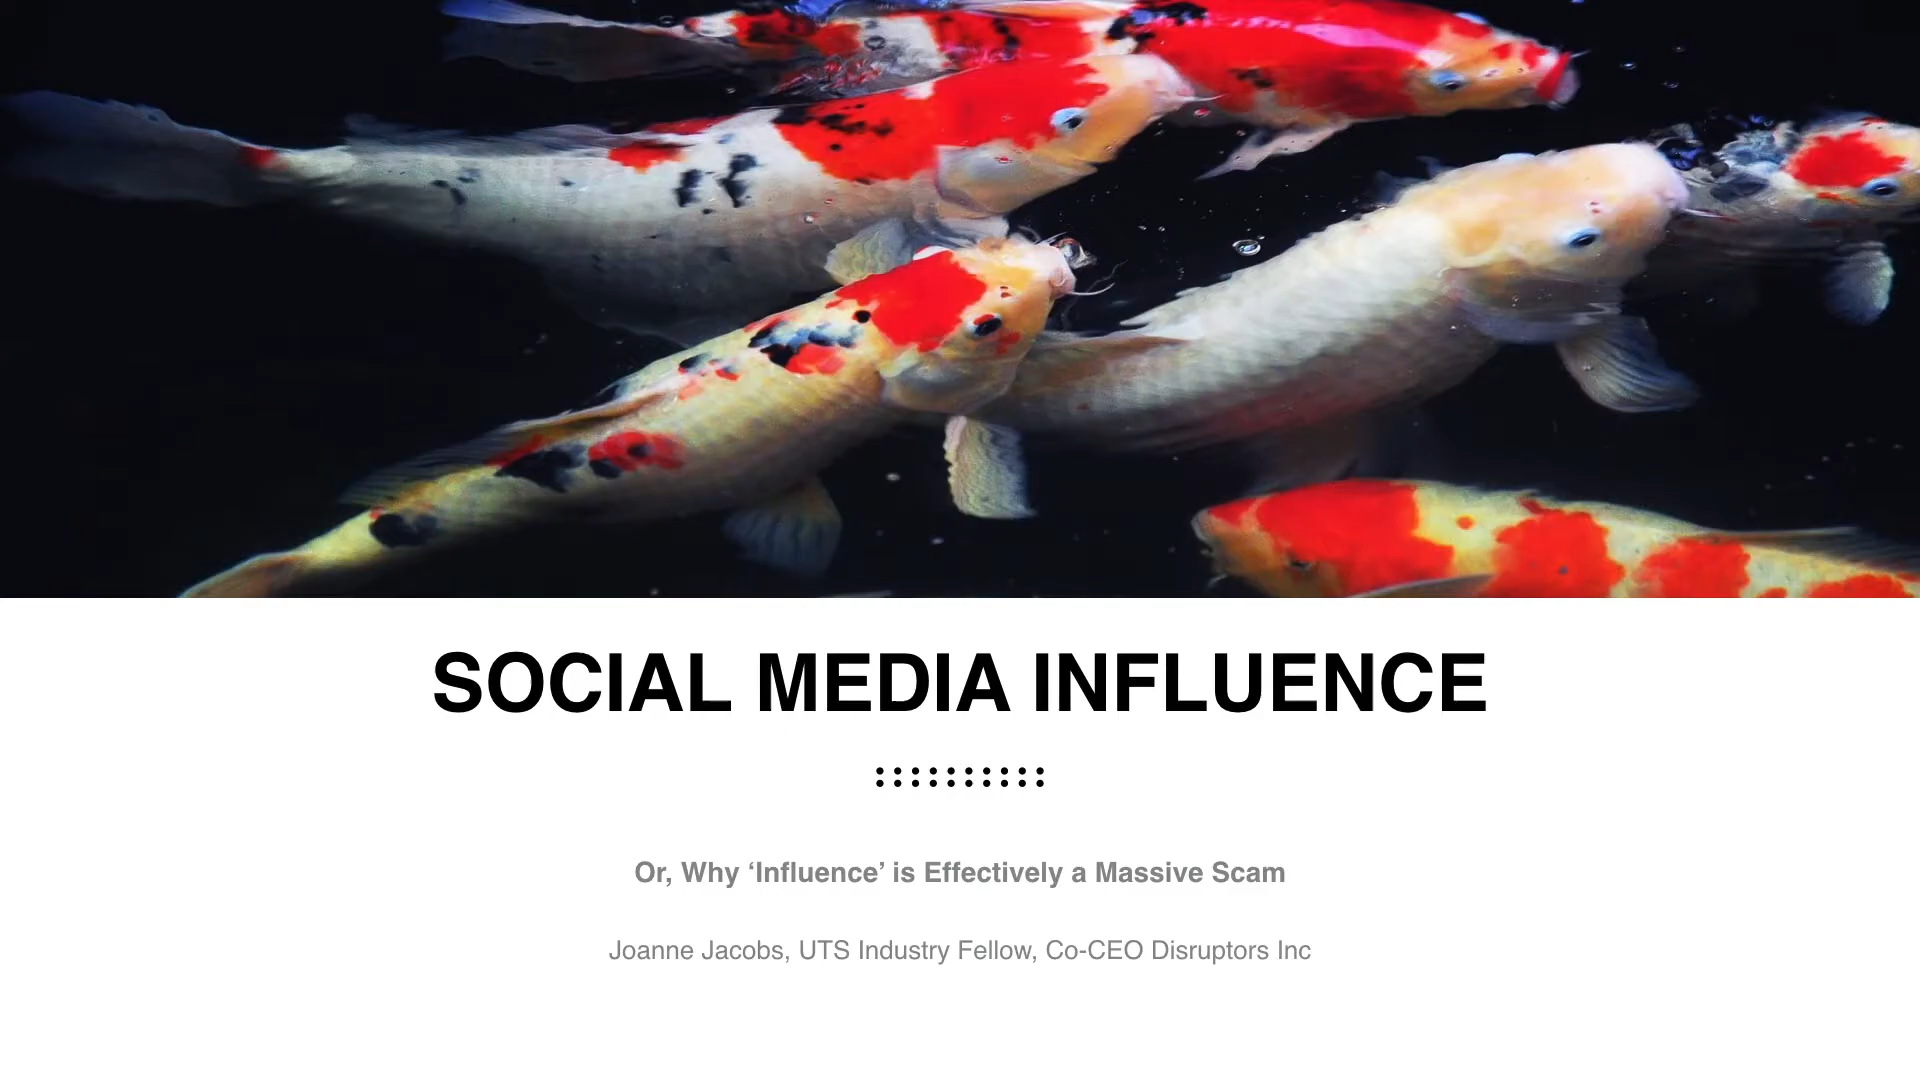 SOCIAL MEDIA INFLUENCE
Or, Why ‘Influence’ is Effectively a Massive Scam
Joanne Jacobs, UTS Industry Fellow, Co-CEO Disruptors Inc